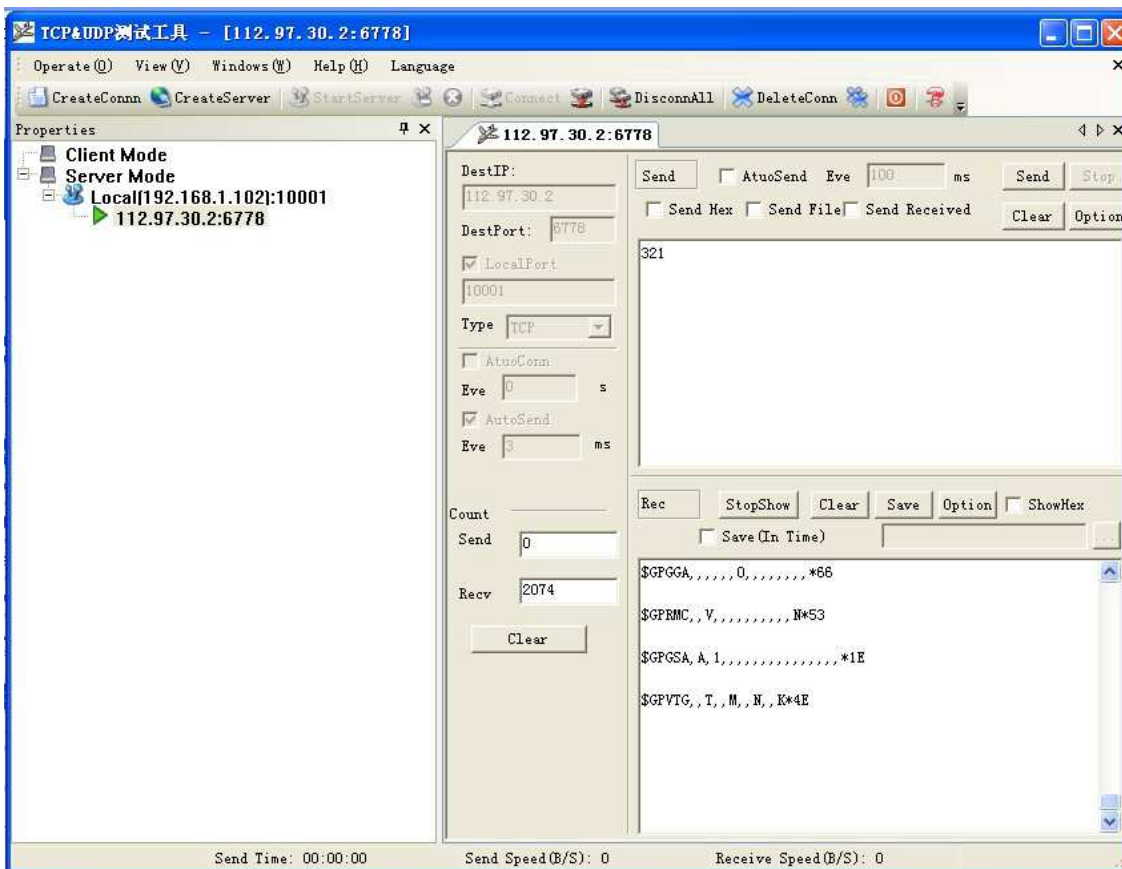 TCP&UDP测试工具 - [112.97.30.2:6778]
Operate(O) View(V) Windows(W) Help(H) Language
CreateConnn CreateServer StartServer Connect DisconnAll DeleteConn
Properties
Client Mode
Server Mode
Local(192.168.1.102):10001
112.97.30.2:6778
112.97.30.2:6778
DestIP:
112.97.30.2
DestPort: 6778
LocalPort
10001
Type TCP
AtuoConn
Eve 0 s
AutoSend
Eve 3 ms
Count
Send 0
Recv 2074
Clear
Send AtuoSend Eve 100 ms Send Stop
Send Hex Send File Send Received Clear Option
321
Rec StopShow Clear Save Option ShowHex
Save(In Time) ...
$GPGGA,,,,,,0,,,,,,,,*66
$GPRMC,,V,,,,,,,,,,N*53
$GPGSA,A,1,,,,,,,,,,,,,,,*1E
$GPVTG,,T,,M,,N,,K*4E
Send Time: 00:00:00 Send Speed(B/S): 0 Receive Speed(B/S): 0